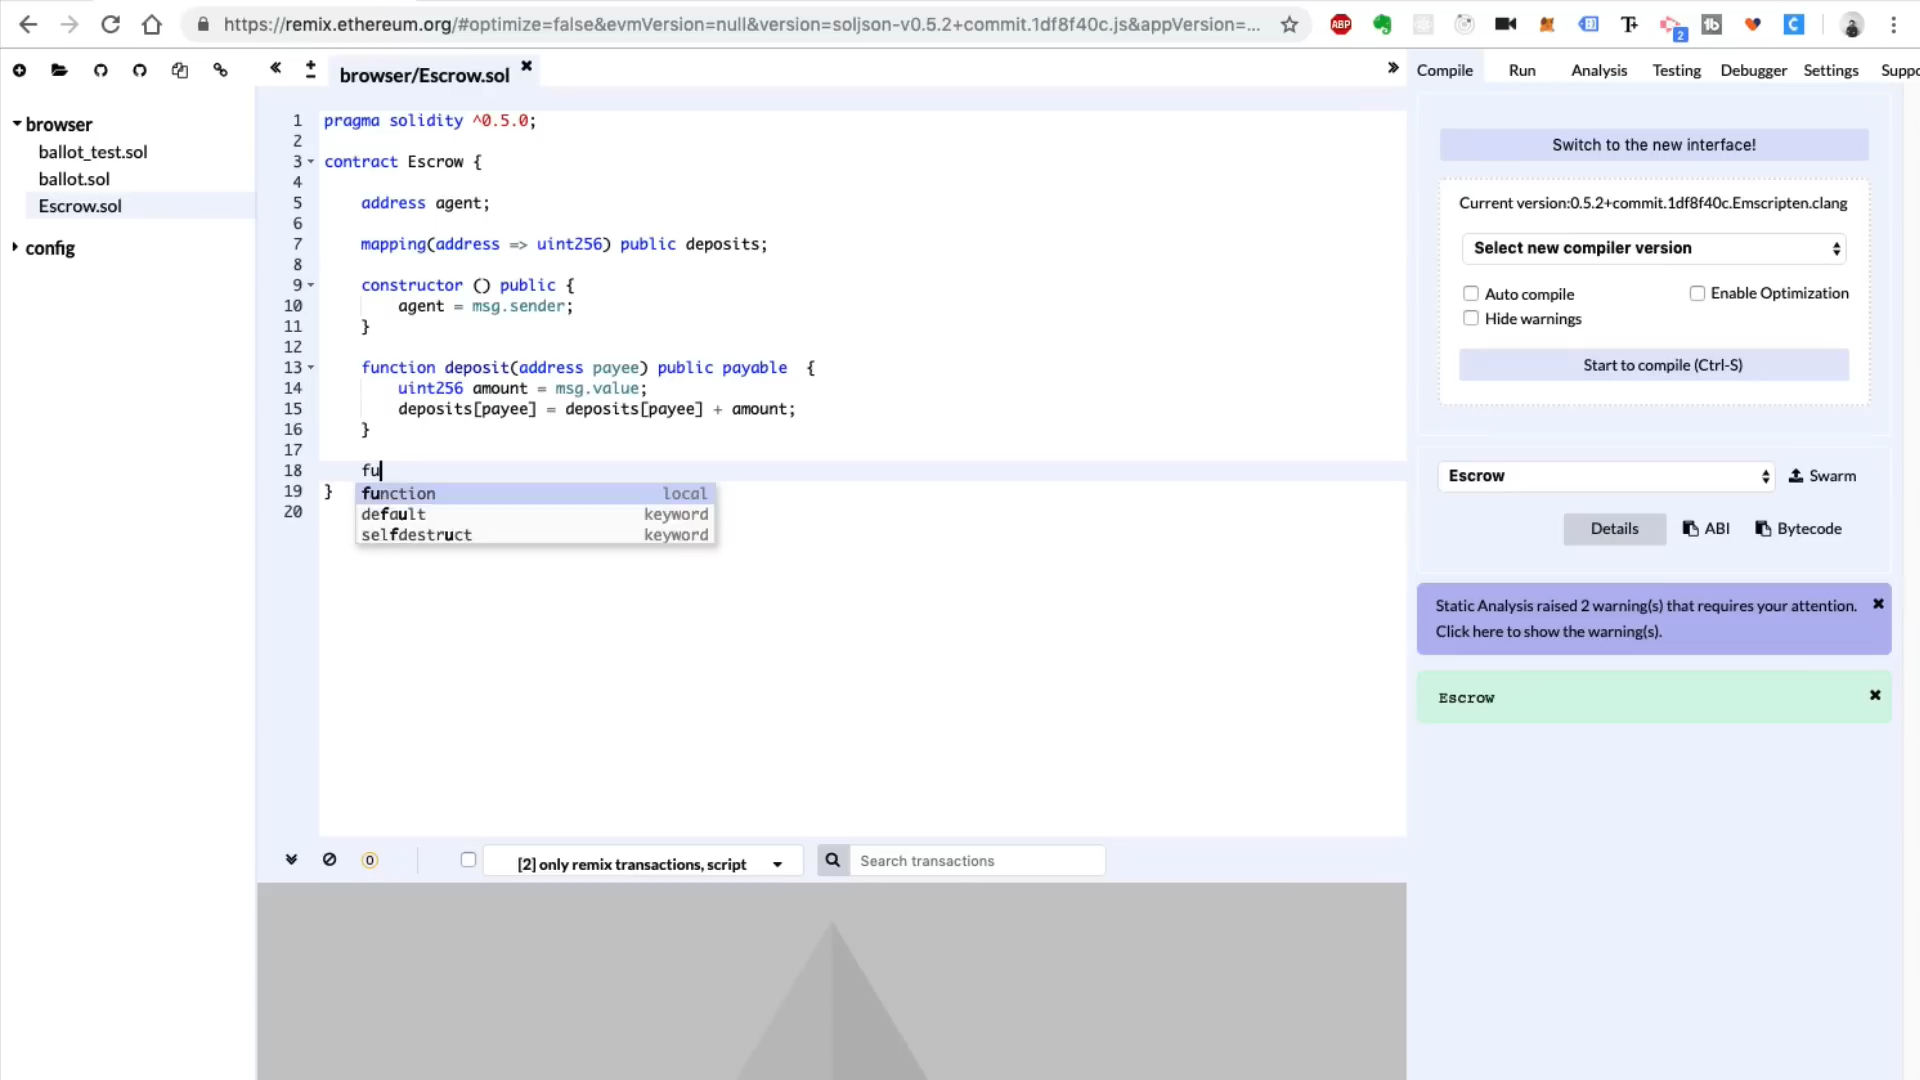 https://remix.ethereum.org/#optimize=false&evmVersion=null&version=soljson-v0.5.2+commit.1df8f40c.js&appVersion=...
ABP
T
2
tb
C
browser/Escrow.sol
Compile Run Analysis Testing Debugger Settings Suppo
browser
ballot_test.sol
ballot.sol
Escrow.sol
config
1 pragma solidity ^0.5.0;
2
3 contract Escrow {
4
5 address agent;
6
7 mapping(address => uint256) public deposits;
8
9 constructor () public {
10 agent = msg.sender;
11 }
12
13 function deposit(address payee) public payable {
14 uint256 amount = msg.value;
15 deposits[payee] = deposits[payee] + amount;
16 }
17
18 fu
19 }
20
function local
default keyword
selfdestruct keyword
Switch to the new interface!
Current version:0.5.2+commit.1df8f40c.Emscripten.clang
Select new compiler version
Auto compile Enable Optimization
Hide warnings
Start to compile (Ctrl-S)
Escrow Swarm
Details ABI Bytecode
Static Analysis raised 2 warning(s) that requires your attention.
Click here to show the warning(s).
Escrow
0 [2] only remix transactions, script Search transactions